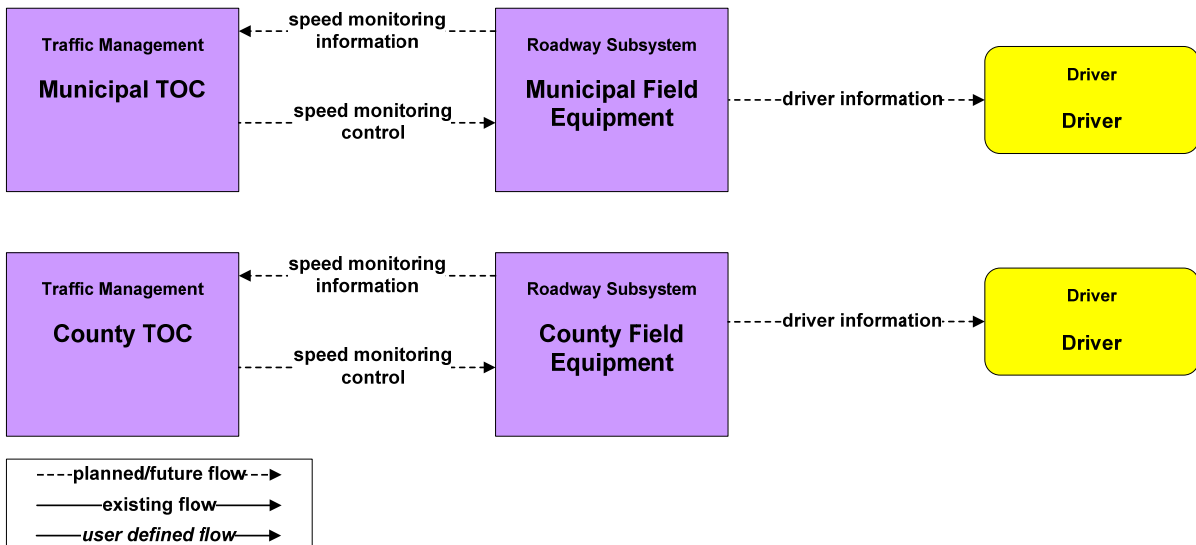 Traffic Management
Municipal TOC
speed monitoring
information
speed monitoring
control
Roadway Subsystem
Municipal Field
Equipment
driver information
Driver
Driver
Traffic Management
County TOC
speed monitoring
information
speed monitoring
control
Roadway Subsystem
County Field
Equipment
driver information
Driver
Driver
planned/future flow
existing flow
user defined flow